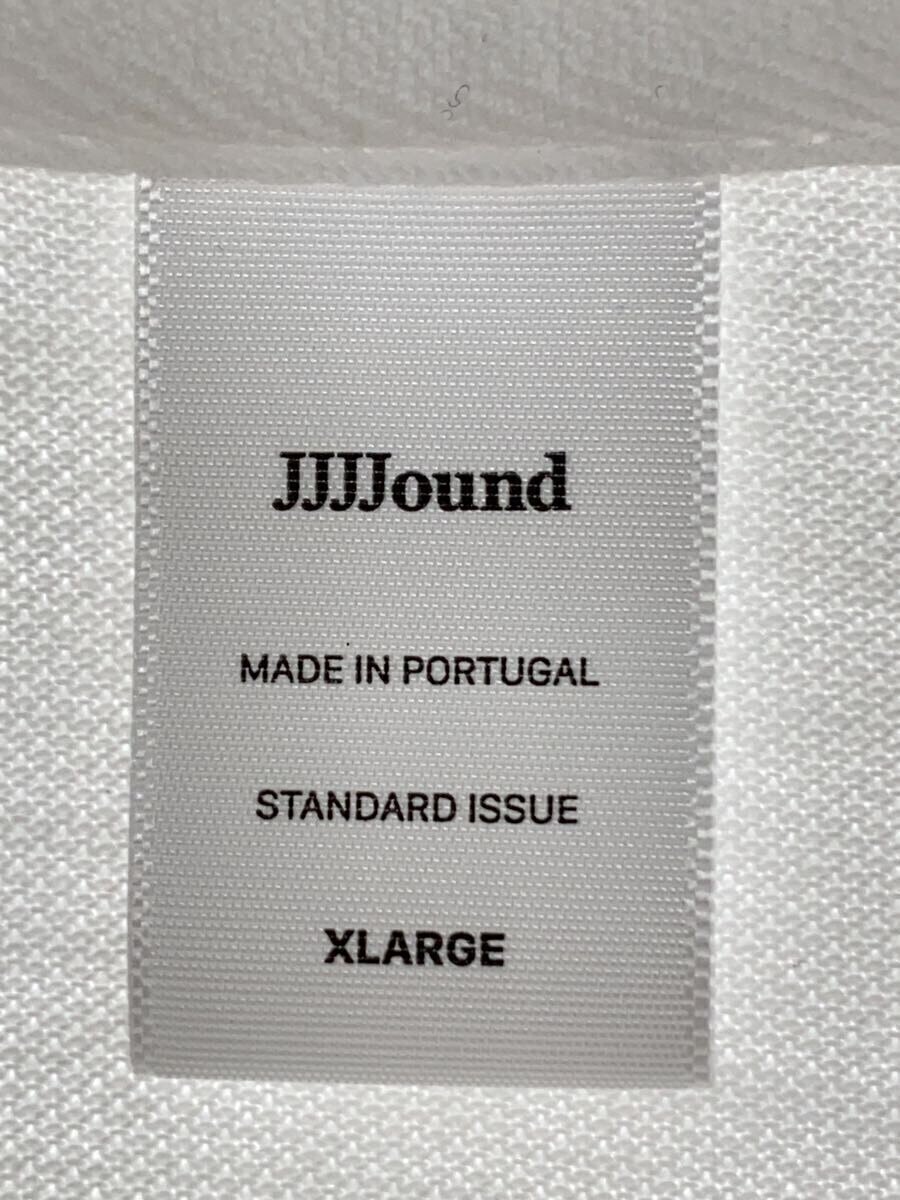 JJJJound
MADE IN PORTUGAL
STANDARD ISSUE
XLARGE